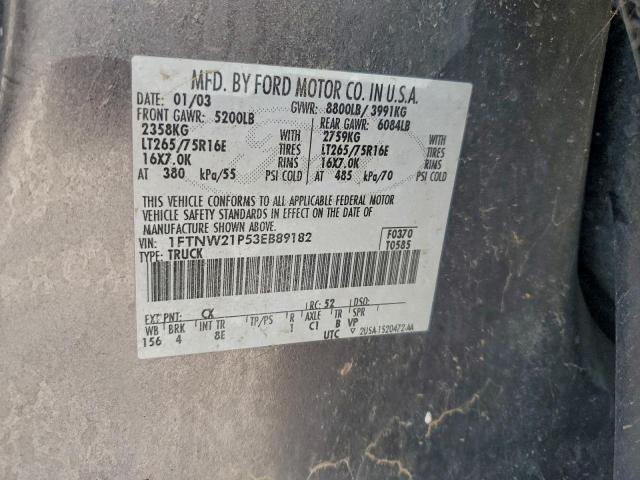 MFD. BY FORD MOTOR CO. IN U.S.A.
DATE: 01/03 GVWR: 8800LB/ 3991KG
FRONT GAWR: 5200LB REAR GAWR: 6084LB
2358KG WITH 2759KG WITH
LT265/75R16E TIRES LT265/75R16E TIRES
16X7.0K RIMS 16X7.0K RIMS
AT 380 kPa/55 PSI COLD AT 485 kPa/70 PSI COLD
THIS VEHICLE CONFORMS TO ALL APPLICABLE FEDERAL MOTOR
VEHICLE SAFETY STANDARDS IN EFFECT ON THE DATE OF
MANUFACTURE SHOWN ABOVE.
VIN: 1FTNW21P53EB89182 F0370
TYPE: TRUCK T0585
EXT PNT: CX RC: 52 DSO:
WB BRK INT TR TP/PS R AXLE TR SPR
156 4 8E 1 C1 B VP
UTC ▽ 2USA-1520472-AA